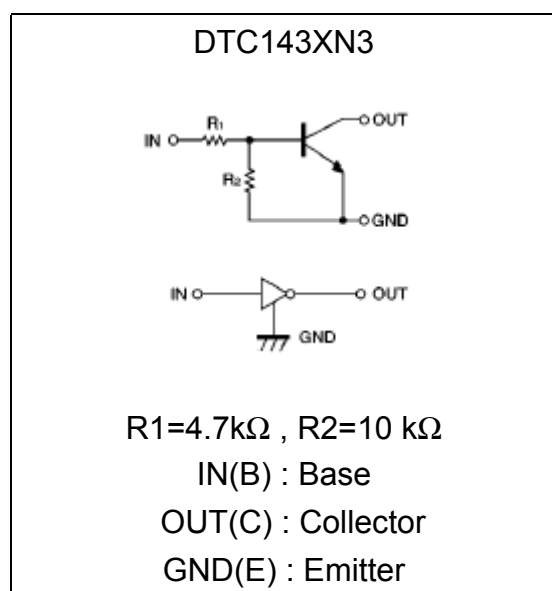 DTC143XN3
R1
IN
OUT
R2
GND
IN
OUT
GND
R1=4.7kΩ , R2=10 kΩ
IN(B) : Base
OUT(C) : Collector
GND(E) : Emitter